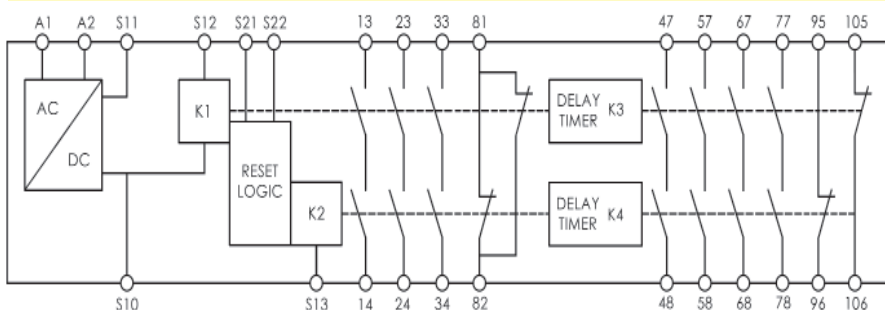 A1 A2 S11 S12 S21 S22 13 23 33 81 47 57 67 77 95 105
AC
DC
K1
RESET
LOGIC
K2
DELAY
TIMER K3
DELAY
TIMER K4
S10 S13 14 24 34 82 48 58 68 78 96 106